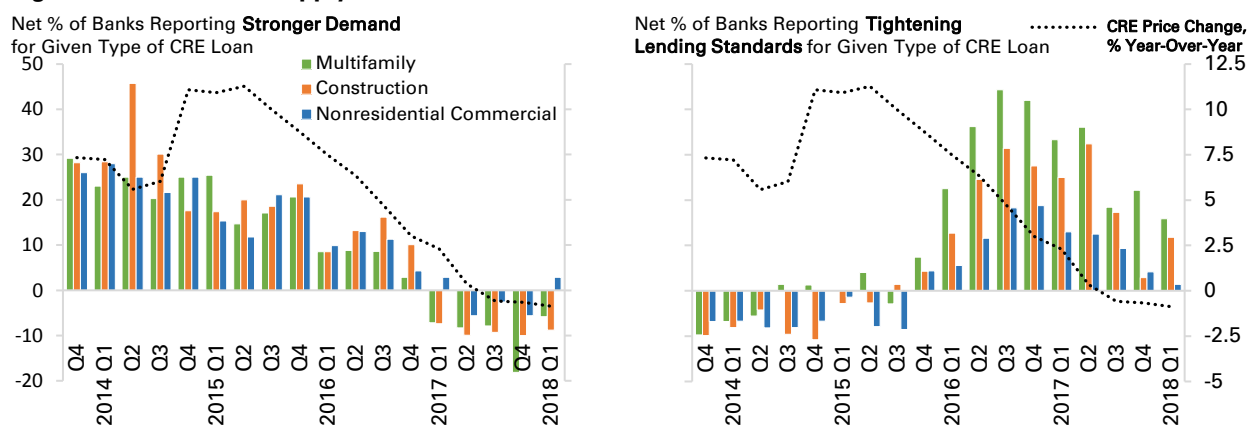 Net % of Banks Reporting Stronger Demand
for Given Type of CRE Loan
50
40
30
20
10
0
-10
-20
Multifamily
Construction
Nonresidential Commercial
Q4
2014 Q1
Q2
Q3
Q4
2015 Q1
Q2
Q3
Q4
2016 Q1
Q2
Q3
Q4
2017 Q1
Q2
Q3
Q4
2018 Q1
Net % of Banks Reporting Tightening
Lending Standards for Given Type of CRE Loan
CRE Price Change,
% Year-Over-Year
12.5
10
7.5
5
2.5
0
-2.5
-5
Q4
2014 Q1
Q2
Q3
Q4
2015 Q1
Q2
Q3
Q4
2016 Q1
Q2
Q3
Q4
2017 Q1
Q2
Q3
Q4
2018 Q1